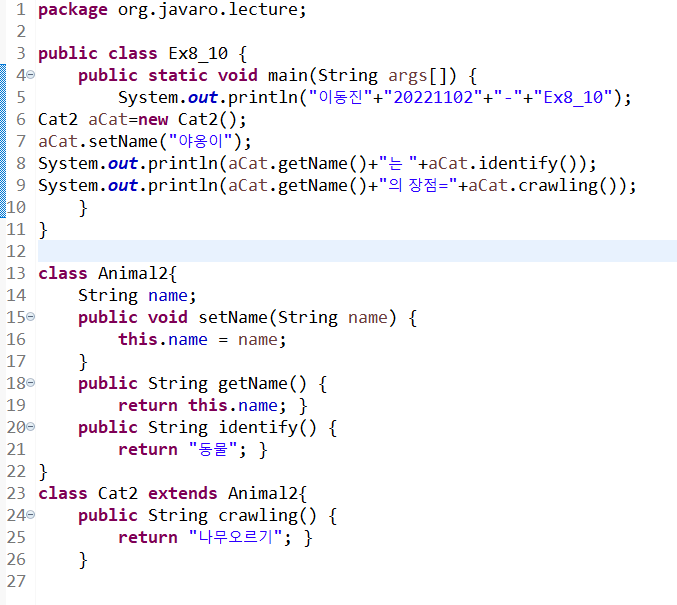 1 package org.javaro.lecture;
2
3 public class Ex8_10 {
4     public static void main(String args[]) {
5         System.out.println("이동진"+"20221102"+"-"+"Ex8_10");
6 Cat2 aCat=new Cat2();
7 aCat.setName("야옹이");
8 System.out.println(aCat.getName()+"는 "+aCat.identify());
9 System.out.println(aCat.getName()+"의 장점="+aCat.crawling());
10     }
11 }
12
13 class Animal2{
14     String name;
15     public void setName(String name) {
16         this.name = name;
17     }
18     public String getName() {
19         return this.name; }
20     public String identify() {
21         return "동물"; }
22 }
23 class Cat2 extends Animal2{
24     public String crawling() {
25         return "나무오르기"; }
26     }
27